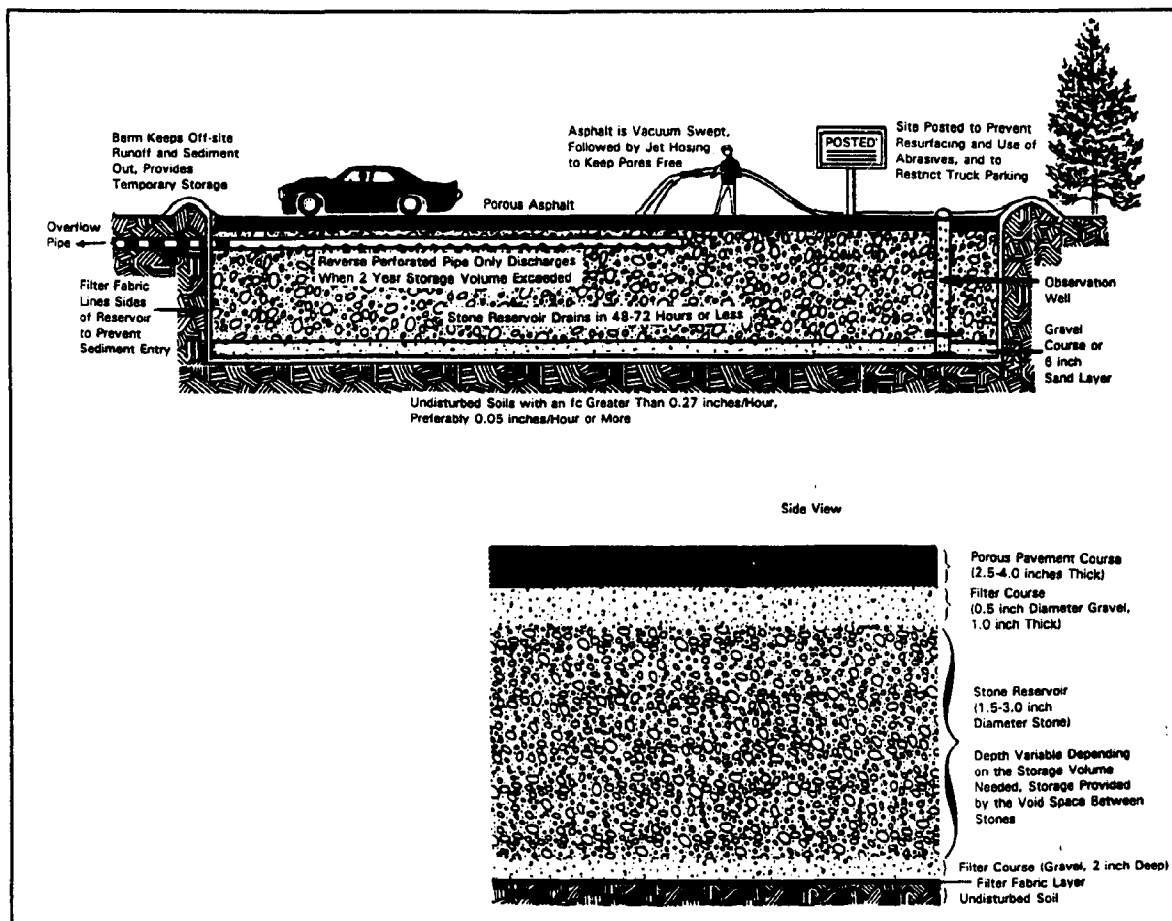 Berm Keeps Off-site
Runoff and Sediment
Out, Provides
Temporary Storage
Asphalt is Vacuum Swept,
Followed by Jet Hosing
to Keep Pores Free
POSTED
Site Posted to Prevent
Resurfacing and Use of
Abrasives, and to
Restrict Truck Parking
Porous Asphalt
Overflow
Pipe
Reverse Perforated Pipe Only Discharges
When 2 Year Storage Volume Exceeded
Filter Fabric
Lines Sides
of Reservoir
to Prevent
Sediment Entry
Stone Reservoir Drains in 48-72 Hours or Less
Observation
Well
Gravel
Course or
6 inch
Sand Layer
Undisturbed Soils with an fc Greater Than 0.27 inches/Hour,
Preferably 0.05 inches/Hour or More
Side View
Porous Pavement Course
(2.5-4.0 inches Thick)
Filter Course
(0.5 inch Diameter Gravel,
1.0 inch Thick)
Stone Reservoir
(1.5-3.0 inch
Diameter Stone)
Depth Variable Depending
on the Storage Volume
Needed, Storage Provided
by the Void Space Between
Stones
Filter Course (Gravel, 2 inch Deep)
Filter Fabric Layer
Undisturbed Soil